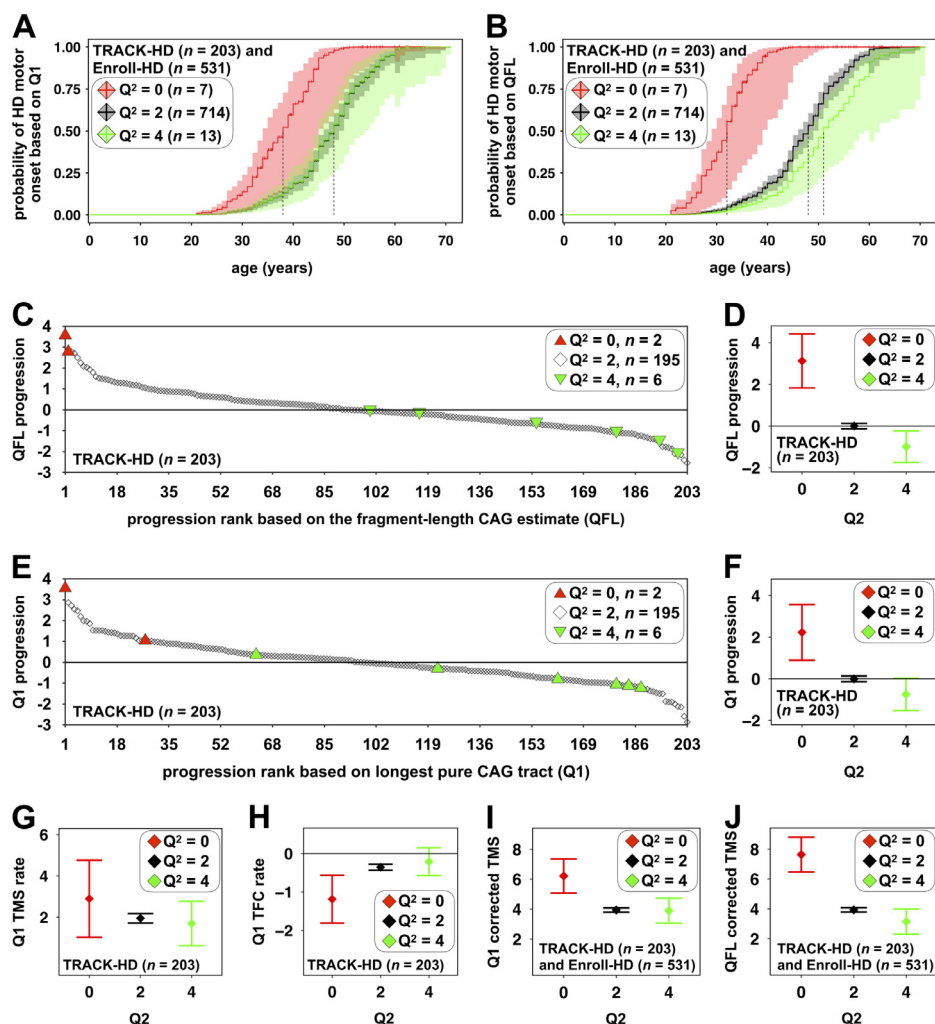 A
probability of HD motor
onset based on Q1
1.00
0.75
0.50
0.25
0.00
TRACK-HD (n = 203) and
Enroll-HD (n = 531)
Q² = 0 (n = 7)
Q² = 2 (n = 714)
Q² = 4 (n = 13)
0 10 20 30 40 50 60 70
age (years)
B
probability of HD motor
onset based on QFL
1.00
0.75
0.50
0.25
0.00
TRACK-HD (n = 203) and
Enroll-HD (n = 531)
Q² = 0 (n = 7)
Q² = 2 (n = 714)
Q² = 4 (n = 13)
0 10 20 30 40 50 60 70
age (years)
C
QFL progression
4
3
2
1
0
-1
-2
-3
Q² = 0, n = 2
Q² = 2, n = 195
Q² = 4, n = 6
TRACK-HD (n = 203)
1 18 35 52 68 85 102 119 136 153 169 186 203
progression rank based on the fragment-length CAG estimate (QFL)
D
QFL progression
4
2
0
−2
Q² = 0
Q² = 2
Q² = 4
TRACK-HD
(n = 203)
0 2 4
Q2
E
Q1 progression
4
3
2
1
0
-1
-2
-3
Q² = 0, n = 2
Q² = 2, n = 195
Q² = 4, n = 6
TRACK-HD (n = 203)
1 18 35 52 68 85 102 119 136 153 169 186 203
progression rank based on longest pure CAG tract (Q1)
F
Q1 progression
4
2
0
−2
Q² = 0
Q² = 2
Q² = 4
TRACK-HD
(n = 203)
0 2 4
Q2
G
Q1 TMS rate
6
4
2
Q² = 0
Q² = 2
Q² = 4
TRACK-HD (n = 203)
0 2 4
Q2
H
Q1 TFC rate
0
−1
−2
Q² = 0
Q² = 2
Q² = 4
TRACK-HD (n = 203)
0 2 4
Q2
I
Q1 corrected TMS
8
6
4
2
Q² = 0
Q² = 2
Q² = 4
TRACK-HD (n = 203)
and Enroll-HD (n = 531)
0 2 4
Q2
J
QFL corrected TMS
8
6
4
2
Q² = 0
Q² = 2
Q² = 4
TRACK-HD (n = 203)
and Enroll-HD (n = 531)
0 2 4
Q2